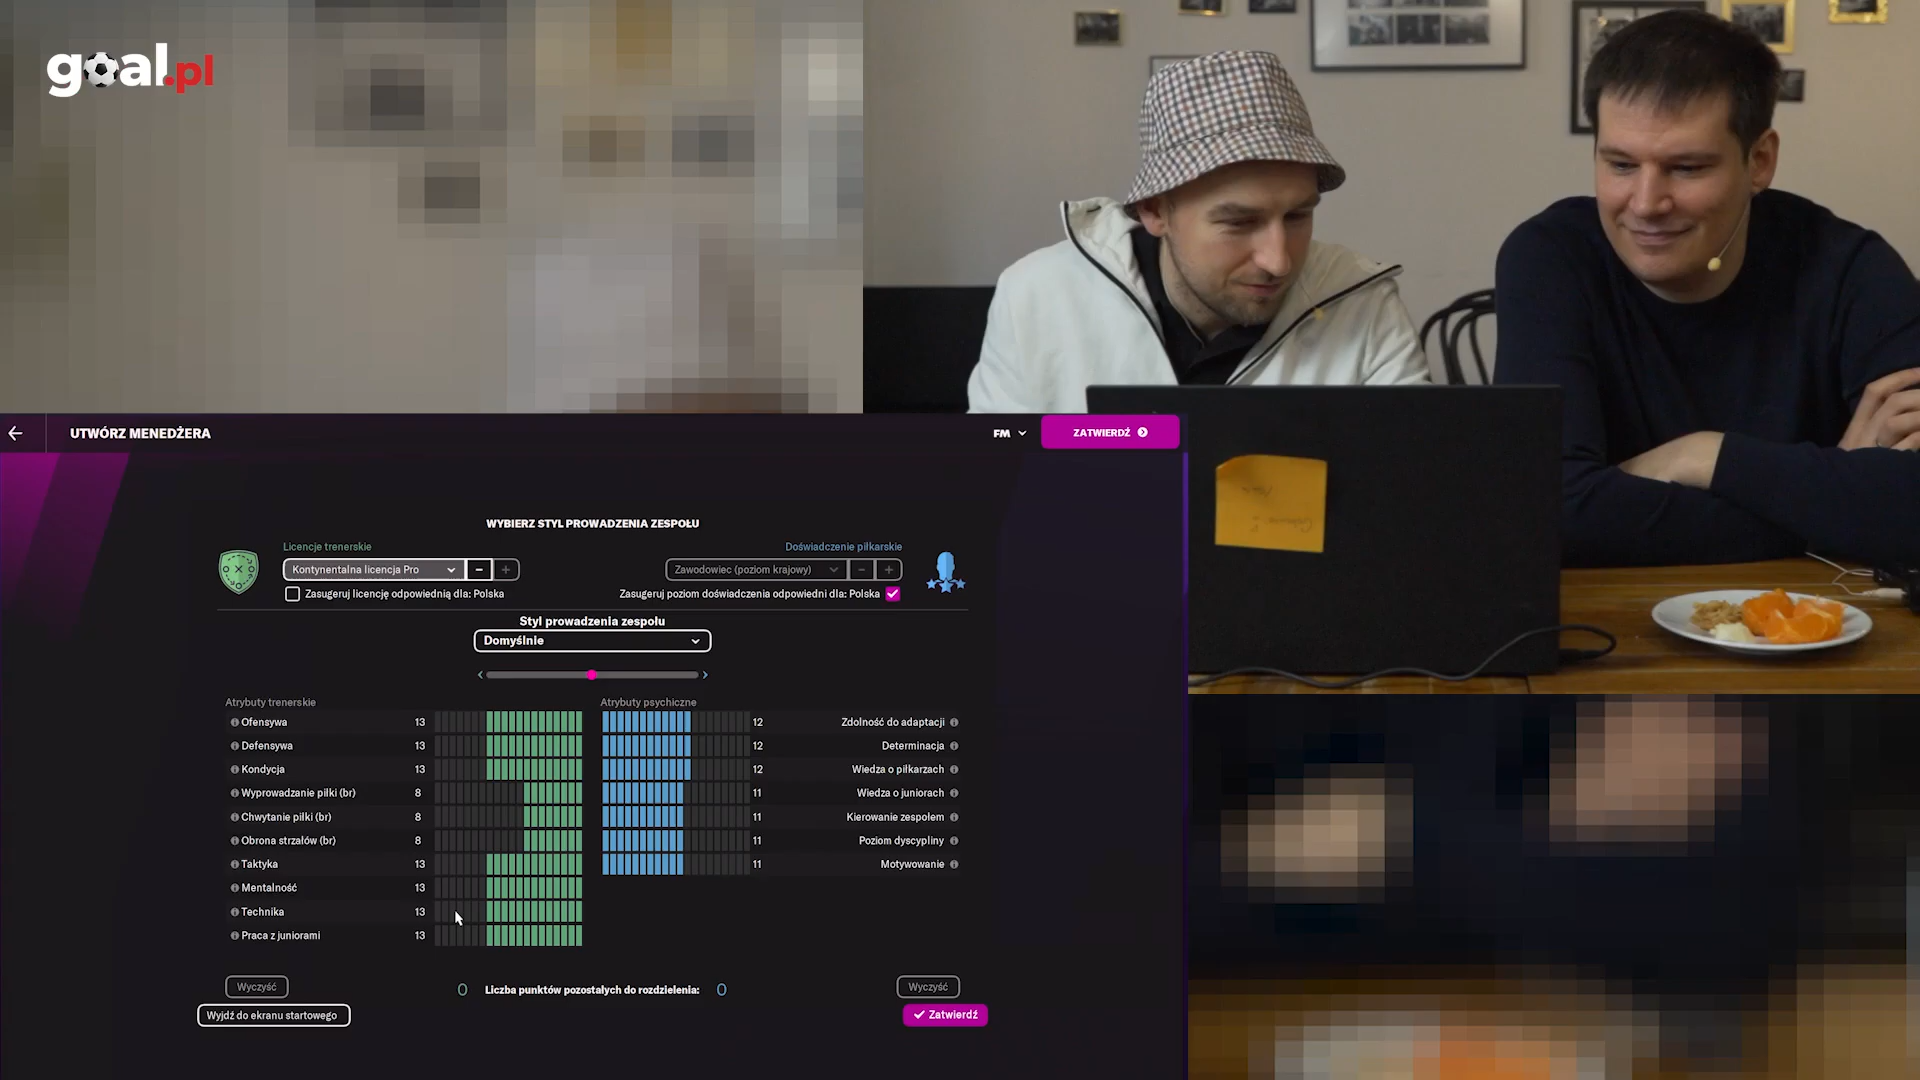 goal.pl
UTWÓRZ MENEDŻERA
FM
ZATWIERDŹ
WYBIERZ STYL PROWADZENIA ZESPOŁU
Licencje trenerskie
Doświadczenie piłkarskie
Kontynentalna licencja Pro
Zawodowiec (poziom krajowy)
Zasugeruj licencję odpowiednią dla: Polska
Zasugeruj poziom doświadczenia odpowiedni dla: Polska
Styl prowadzenia zespołu
Domyślnie
Atrybuty trenerskie
Atrybuty psychiczne
Ofensywa 13
12 Zdolność do adaptacji
Defensywa 13
12 Determinacja
Kondycja 13
12 Wiedza o piłkarzach
Wyprowadzanie piłki (br) 8
11 Wiedza o juniorach
Chwytanie piłki (br) 8
11 Kierowanie zespołem
Obrona strzałów (br) 8
11 Poziom dyscypliny
Taktyka 13
11 Motywowanie
Mentalność 13
Technika 13
Praca z juniorami 13
Wyczyść
0 Liczba punktów pozostałych do rozdzielenia: 0
Wyczyść
Wyjdź do ekranu startowego
Zatwierdź